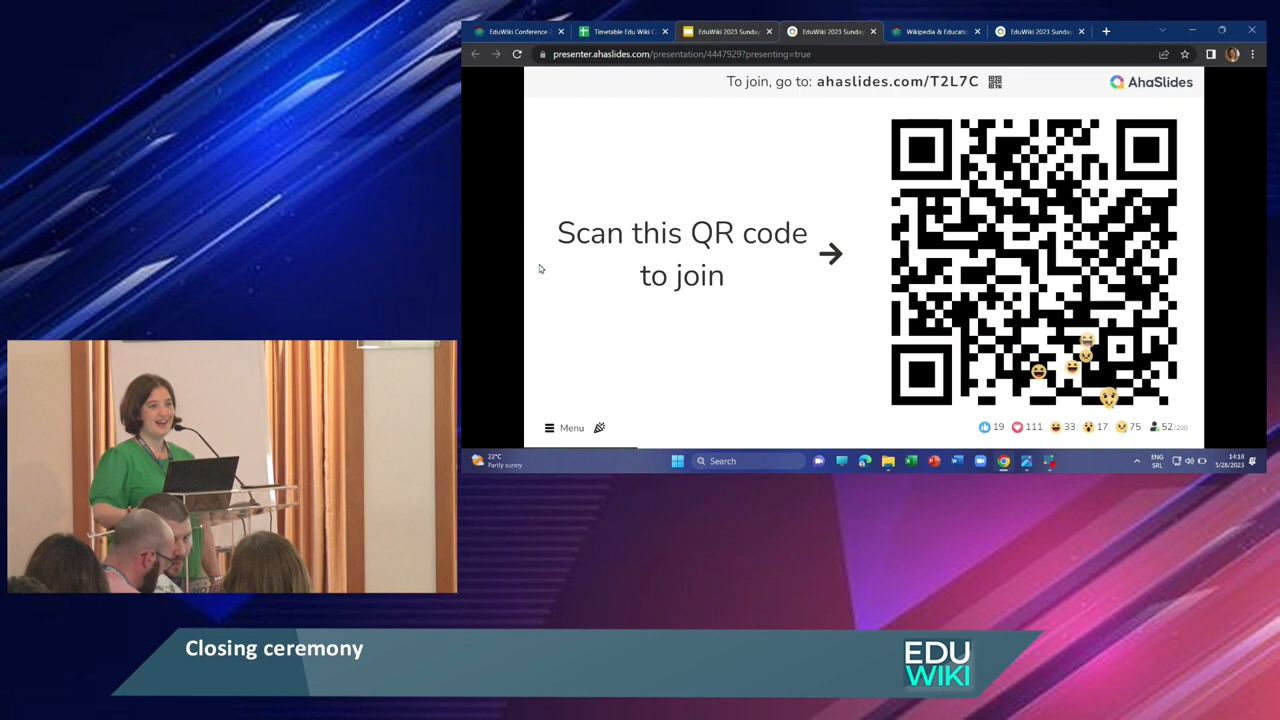 EduWiki Conference 2
Timetable Edu Wiki C
EduWiki 2023 Sunday
EduWiki 2023 Sunday
Wikipedia & Educatio
EduWiki 2023 Sunday
presenter.ahaslides.com/presentation/4447929?presenting=true
To join, go to: ahaslides.com/T2L7C
AhaSlides
Scan this QR code
to join
Menu
19 111 33 17 75 52/200
22°C
Partly sunny
Search
ENG
SRL
14:18
5/28/2023
Closing ceremony
EDU
WIKI